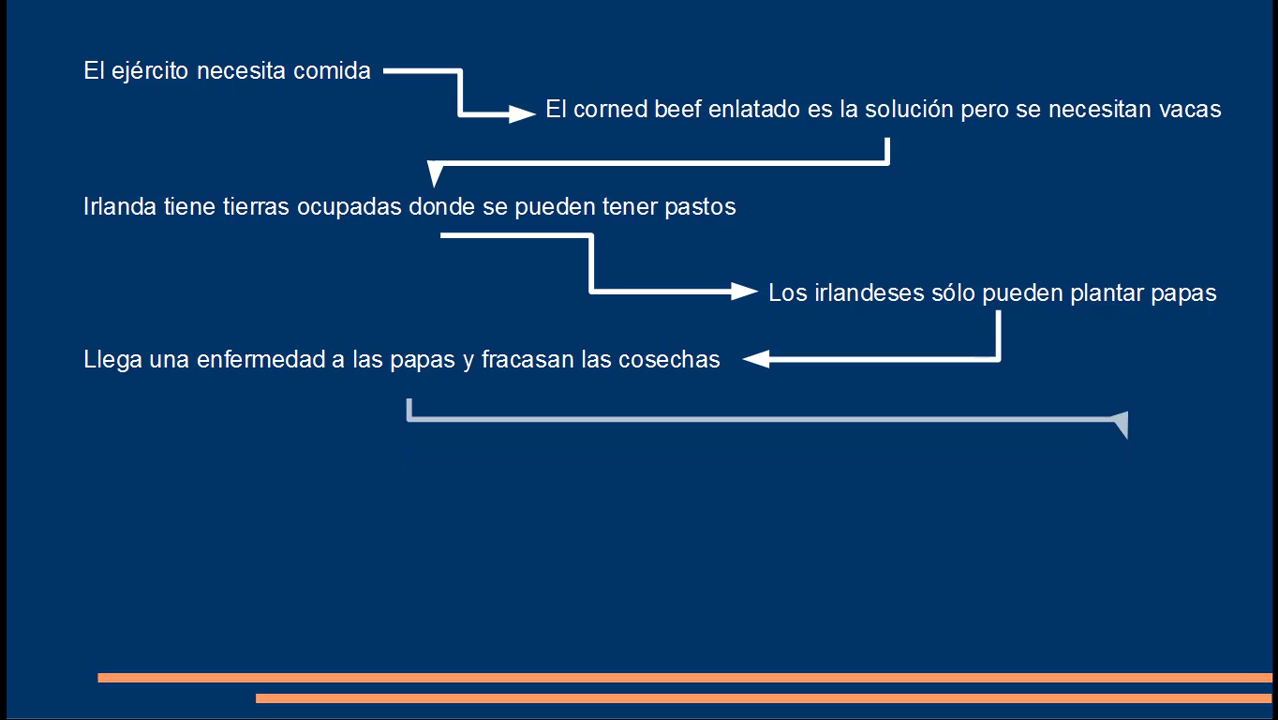 El ejército necesita comida
El corned beef enlatado es la solución pero se necesitan vacas
Irlanda tiene tierras ocupadas donde se pueden tener pastos
Los irlandeses sólo pueden plantar papas
Llega una enfermedad a las papas y fracasan las cosechas